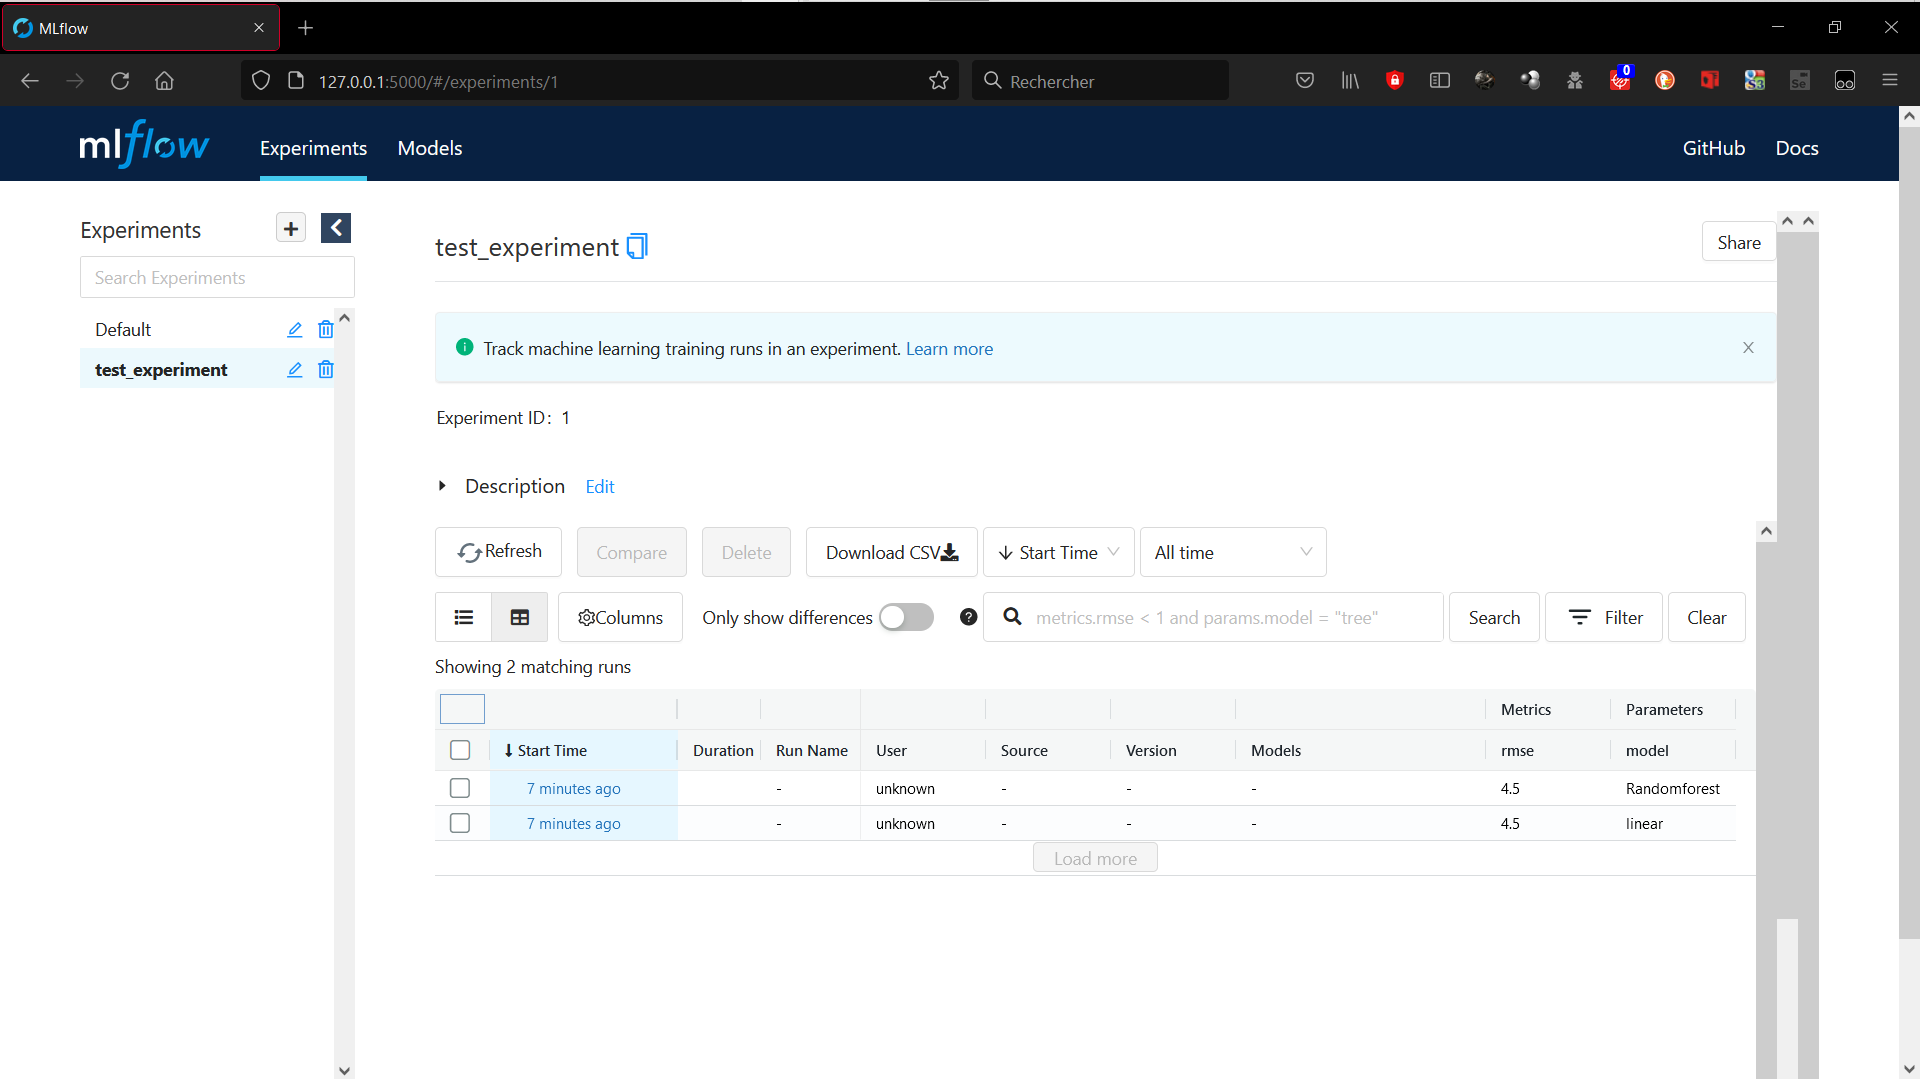 MLflow
127.0.0.1:5000/#/experiments/1
Rechercher
0
S3
Se
mlflow
Experiments
Models
GitHub
Docs
Experiments
Search Experiments
Default
test_experiment
test_experiment
Share
Track machine learning training runs in an experiment. Learn more
Experiment ID: 1
Description Edit
Refresh
Compare
Delete
Download CSV
Start Time
All time
Columns
Only show differences
metrics.rmse < 1 and params.model = "tree"
Search
Filter
Clear
Showing 2 matching runs
Metrics Parameters
Start Time Duration Run Name User Source Version Models rmse model
7 minutes ago - unknown - - - 4.5 Randomforest
7 minutes ago - unknown - - - 4.5 linear
Load more